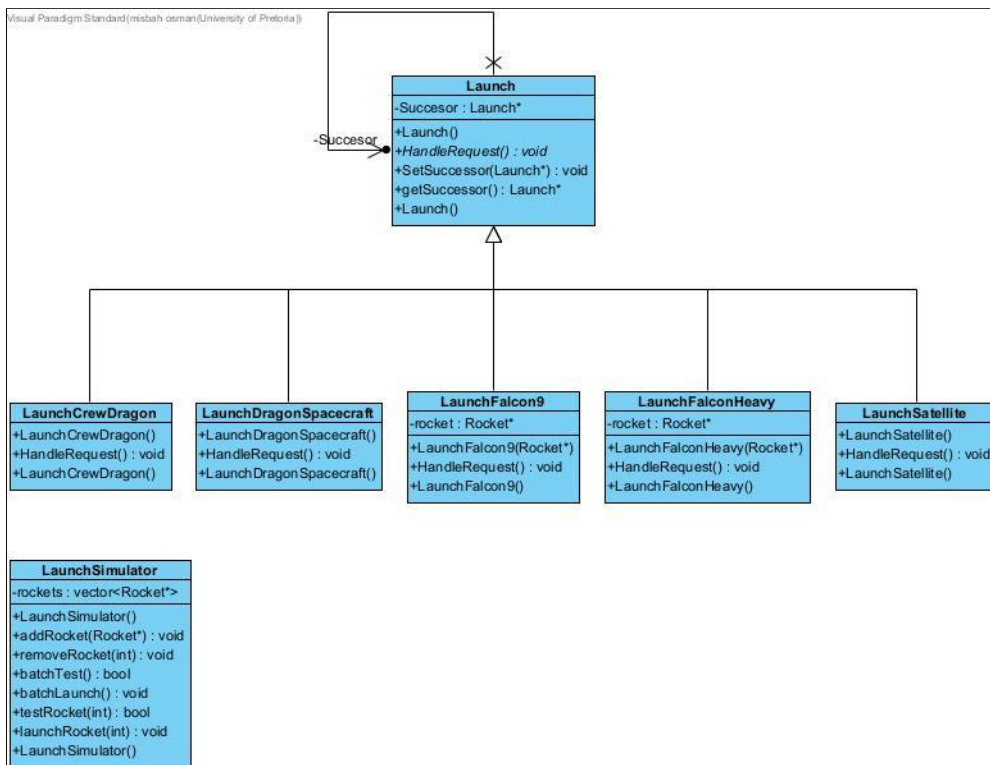 Visual Paradigm Standard(misbah osman(University of Pretoria))
Launch
-Succesor : Launch*
+Launch()
+HandleRequest() : void
+SetSuccessor(Launch*) : void
+getSuccessor() : Launch*
+Launch()
-Succesor
LaunchCrewDragon
+LaunchCrewDragon()
+HandleRequest() : void
+LaunchCrewDragon()
LaunchDragonSpacecraft
+LaunchDragonSpacecraft()
+HandleRequest() : void
+LaunchDragonSpacecraft()
LaunchFalcon9
-rocket : Rocket*
+LaunchFalcon9(Rocket*)
+HandleRequest() : void
+LaunchFalcon9()
LaunchFalconHeavy
-rocket : Rocket*
+LaunchFalconHeavy(Rocket*)
+HandleRequest() : void
+LaunchFalconHeavy()
LaunchSatellite
+LaunchSatellite()
+HandleRequest() : void
+LaunchSatellite()
LaunchSimulator
-rockets : vector<Rocket*>
+LaunchSimulator()
+addRocket(Rocket*) : void
+removeRocket(int) : void
+batchTest() : bool
+batchLaunch() : void
+testRocket(int) : bool
+launchRocket(int) : void
+LaunchSimulator()